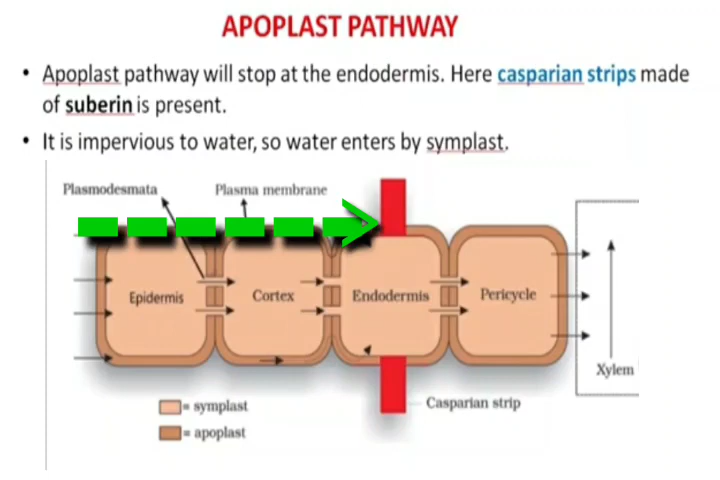 APOPLAST PATHWAY
• Apoplast pathway will stop at the endodermis. Here casparian strips made
of suberin is present.
• It is impervious to water, so water enters by symplast.
Plasmodesmata
Plasma membrane
Epidermis
Cortex
Endodermis
Pericycle
Xylem
Casparian strip
= symplast
= apoplast